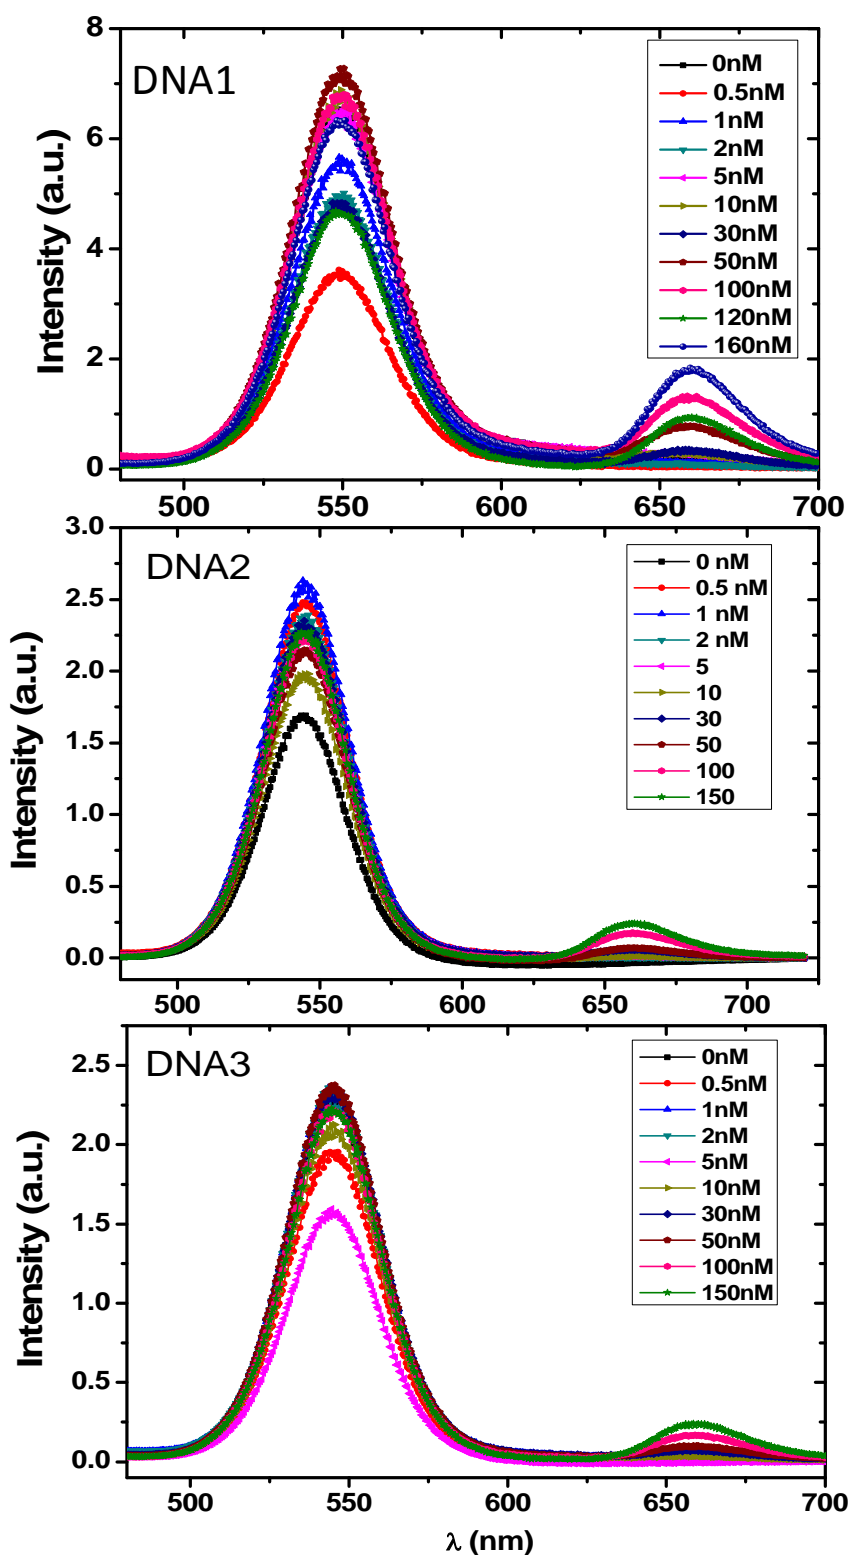 DNA1
0nM
0.5nM
1nM
2nM
5nM
10nM
30nM
50nM
100nM
120nM
160nM
Intensity (a.u.)
8
6
4
2
0
500 550 600 650 700
DNA2
0 nM
0.5 nM
1 nM
2 nM
5
10
30
50
100
150
Intensity (a.u.)
3.0
2.5
2.0
1.5
1.0
0.5
0.0
500 550 600 650 700
DNA3
0nM
0.5nM
1nM
2nM
5nM
10nM
30nM
50nM
100nM
150nM
Intensity (a.u.)
2.5
2.0
1.5
1.0
0.5
0.0
500 550 600 650 700
λ (nm)